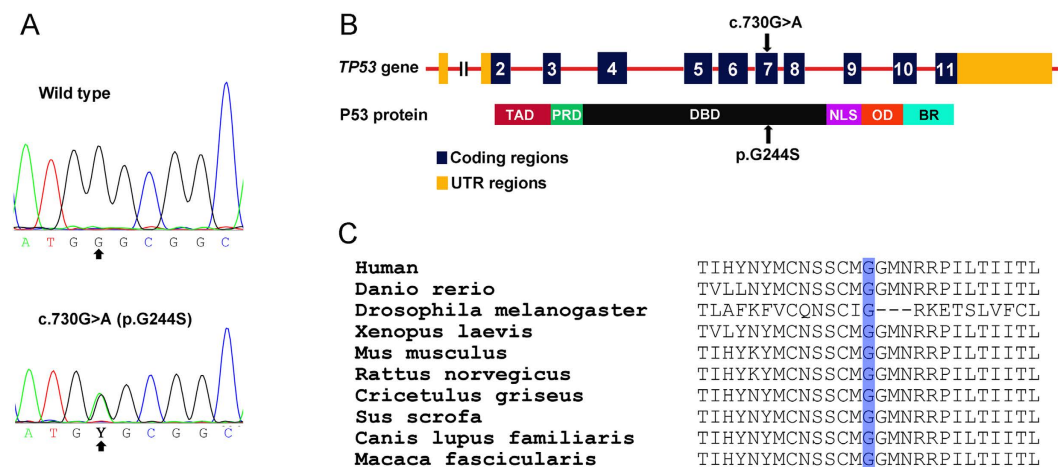 A
Wild type
A T G G G C G G C
c.730G>A (p.G244S)
A T G Y G C G G C
B
c.730G>A
TP53 gene
2 3 4 5 6 7 8 9 10 11
P53 protein
TAD PRD DBD NLS OD BR
p.G244S
Coding regions
UTR regions
C
Human TIHYNYMCNSSCMGGMNRRPILTIITL
Danio rerio TVLLNYMCNSSCMGGMNRRPILTIITL
Drosophila melanogaster TLAFKFVCQNSCIG---RKETSLVFCL
Xenopus laevis TVLYNYMCNSSCMGGMNRRPILTIITL
Mus musculus TIHYKYMCNSSCMGGMNRRPILTIITL
Rattus norvegicus TIHYKYMCNSSCMGGMNRRPILTIITL
Cricetulus griseus TIHYNYMCNSSCMGGMNRRPILTIITL
Sus scrofa TIHYNYMCNSSCMGGMNRRPILTIITL
Canis lupus familiaris TIHYNYMCNSSCMGGMNRRPILTIITL
Macaca fascicularis TIHYNYMCNSSCMGGMNRRPILTIITL